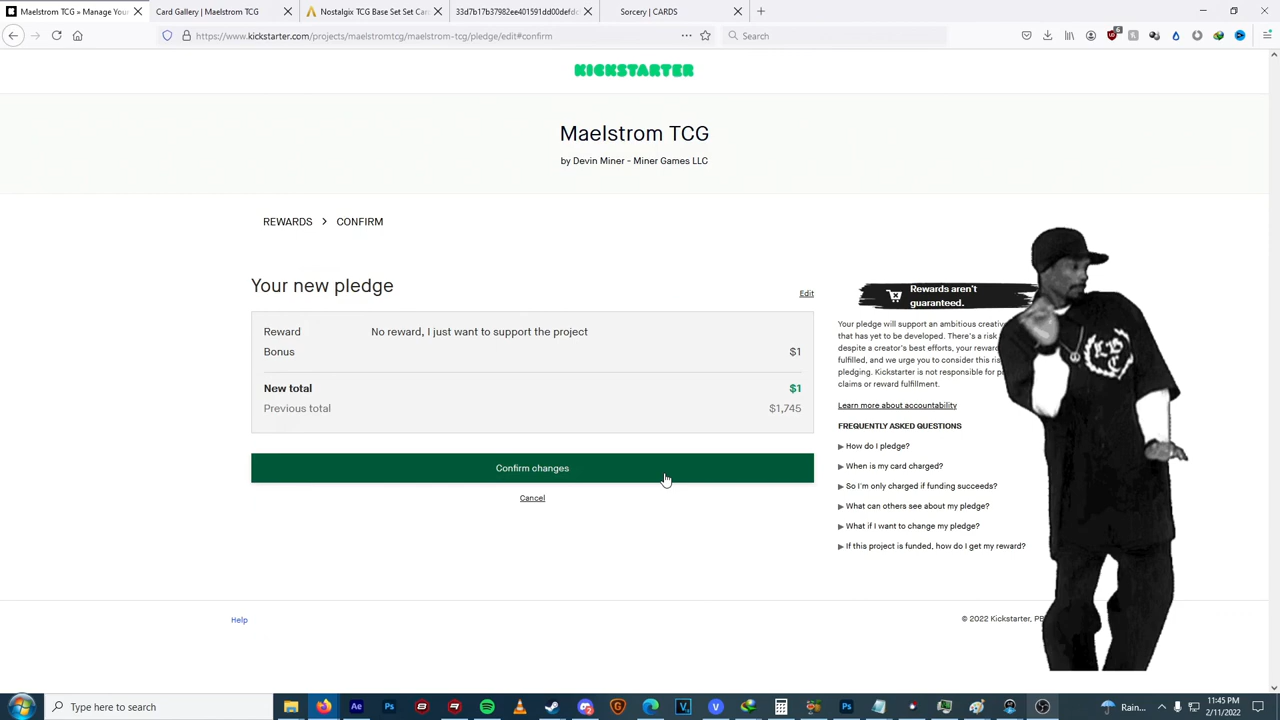 Maelstrom TCG » Manage Your
Card Gallery | Maelstrom TCG
Nostalgix TCG Base Set Set Car
33d7b17b37982ee401591dd00defd
Sorcery | CARDS
https://www.kickstarter.com/projects/maelstromtcg/maelstrom-tcg/pledge/edit#confirm
Search
KICKSTARTER
Maelstrom TCG
by Devin Miner - Miner Games LLC
REWARDS
CONFIRM
Your new pledge
Edit
Reward No reward, I just want to support the project
Bonus $1
New total $1
Previous total $1,745
Confirm changes
Cancel
Rewards aren't
guaranteed.
Your pledge will support an ambitious creativ
that has yet to be developed. There's a risk
despite a creator's best efforts, your reward
fulfilled, and we urge you to consider this ris
pledging. Kickstarter is not responsible for p
claims or reward fulfillment.
Learn more about accountability
FREQUENTLY ASKED QUESTIONS
How do I pledge?
When is my card charged?
So I'm only charged if funding succeeds?
What can others see about my pledge?
What if I want to change my pledge?
If this project is funded, how do I get my reward?
Help
© 2022 Kickstarter, PB
Type here to search
Rain...
11:45 PM
2/11/2022